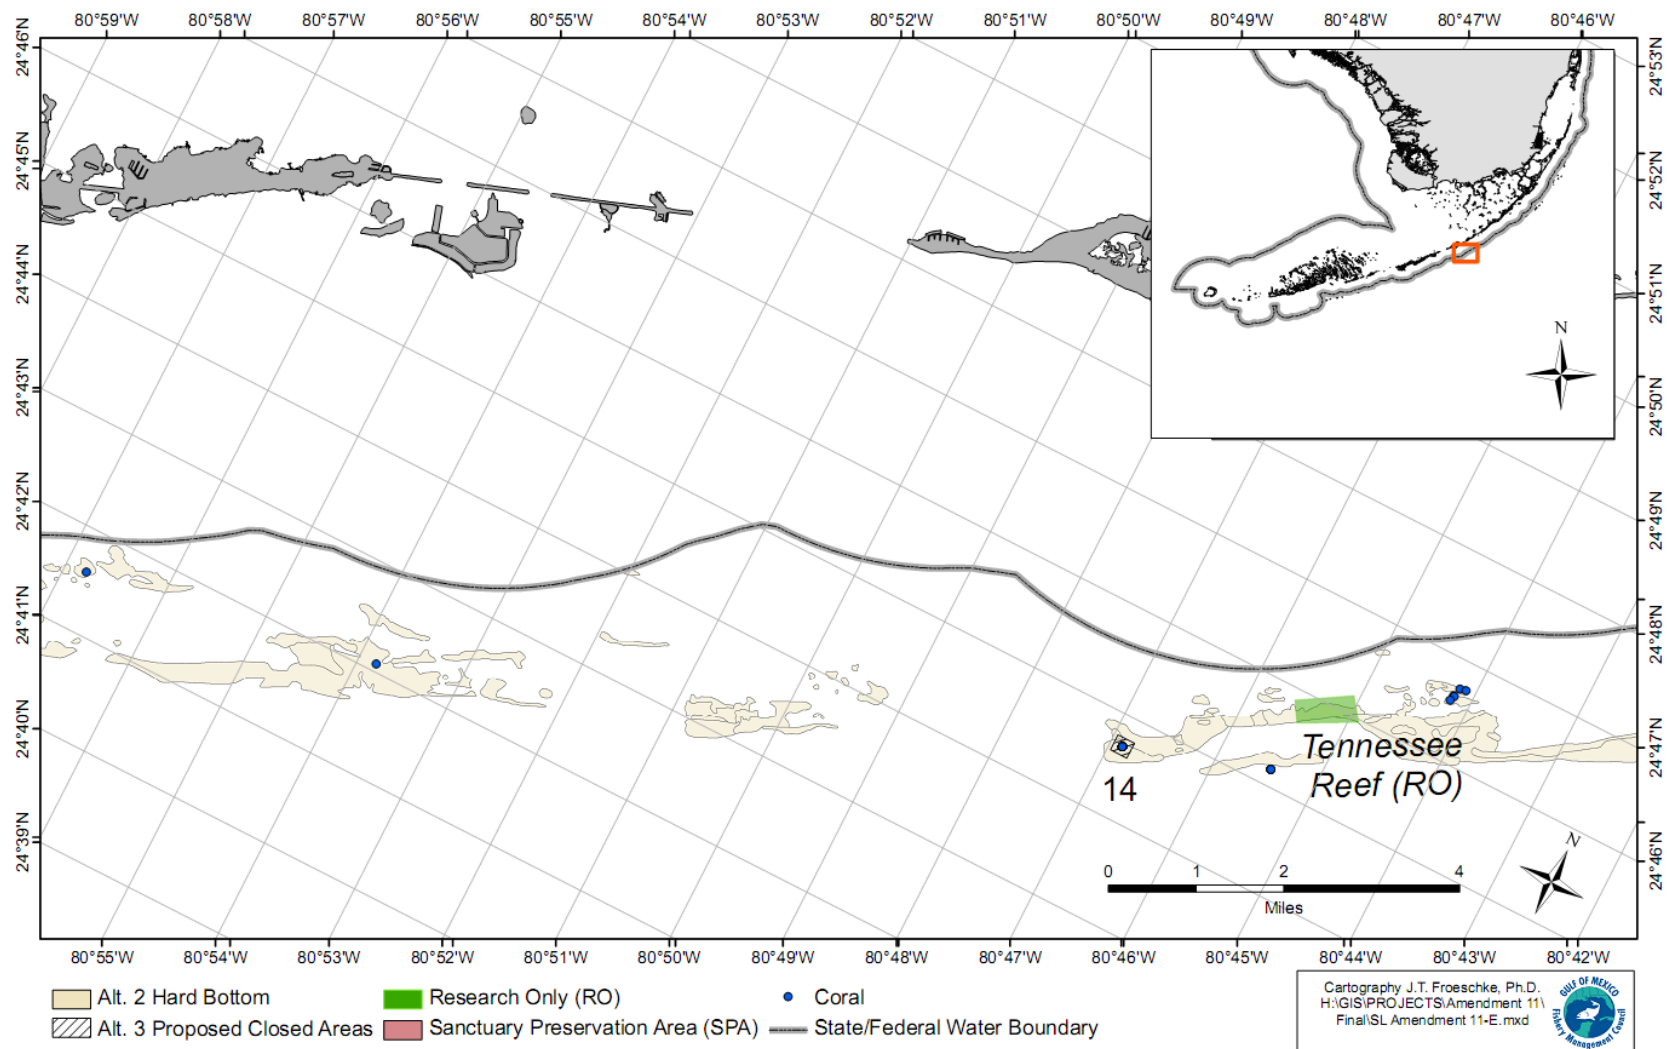 80°59'W 80°58'W 80°57'W 80°56'W 80°55'W 80°54'W 80°53'W 80°52'W 80°51'W 80°50'W 80°49'W 80°48'W 80°47'W 80°46'W
24°46'N
24°45'N
24°44'N
24°43'N
24°42'N
24°41'N
24°40'N
24°39'N
24°53'N
24°52'N
24°51'N
24°50'N
24°49'N
24°48'N
24°47'N
24°46'N
N
Tennessee
Reef (RO)
14
0 1 2 4
Miles
N
80°55'W 80°54'W 80°53'W 80°52'W 80°51'W 80°50'W 80°49'W 80°48'W 80°47'W 80°46'W 80°45'W 80°44'W 80°43'W 80°42'W
Alt. 2 Hard Bottom Research Only (RO) Coral
Alt. 3 Proposed Closed Areas Sanctuary Preservation Area (SPA) State/Federal Water Boundary
Cartography J.T. Froeschke, Ph.D.
H:\GIS\PROJECTS\Amendment 11\
Final\SL Amendment 11-E.mxd
GULF OF MEXICO
Fishery Management Council